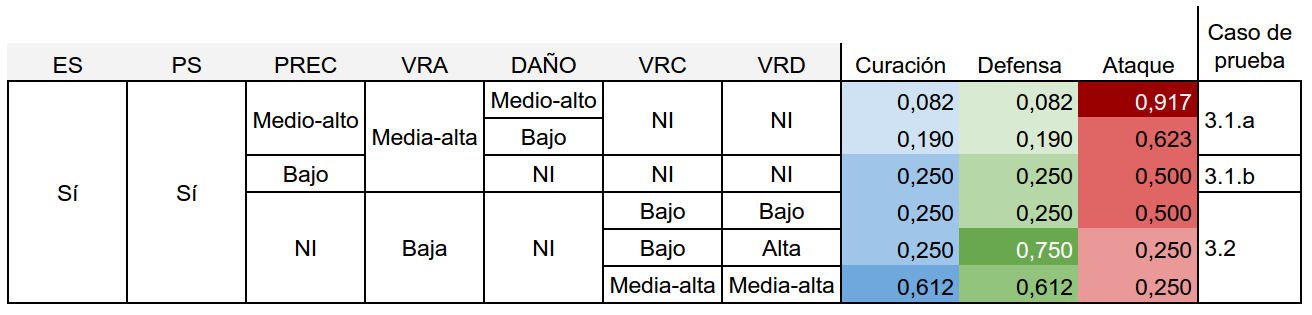 ES PS PREC VRA DAÑO VRC VRD Curación Defensa Ataque Caso de prueba
Sí Sí Medio-alto Media-alta Medio-alto NI NI 0,082 0,082 0,917 3.1.a
Bajo 0,190 0,190 0,623
Bajo NI NI NI 0,250 0,250 0,500 3.1.b
NI Baja NI Bajo Bajo 0,250 0,250 0,500 3.2
Bajo Alta 0,250 0,750 0,250
Media-alta Media-alta 0,612 0,612 0,250